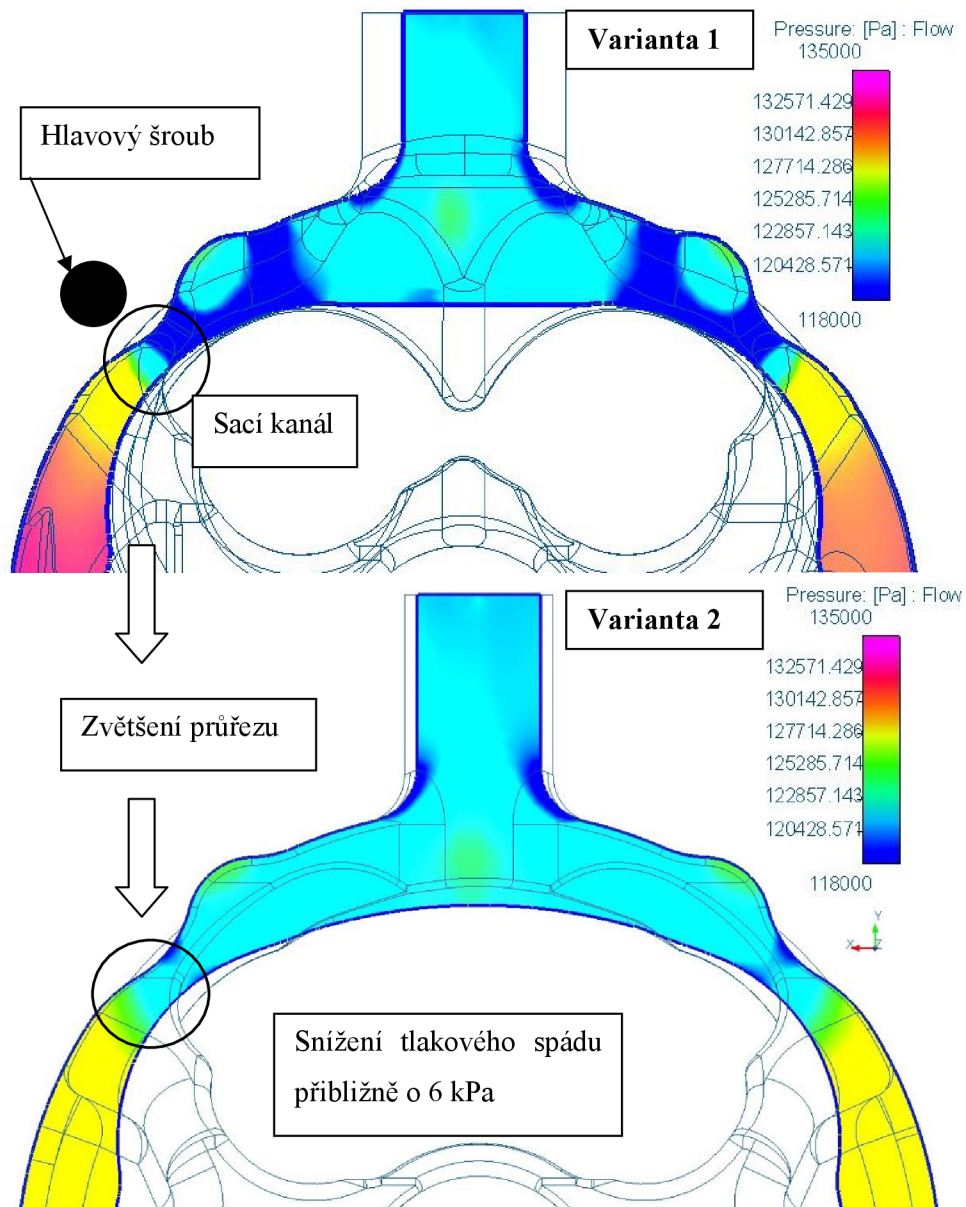 Varianta 1
Pressure: [Pa] : Flow
135000
132571.429
130142.857
127714.286
125285.714
122857.143
120428.571
118000
Hlavový šroub
Sací kanál
Varianta 2
Pressure: [Pa] : Flow
135000
132571.429
130142.857
127714.286
125285.714
122857.143
120428.571
118000
Zvětšení průřezu
Y
X
Z
Snížení tlakového spádu
přibližně o 6 kPa